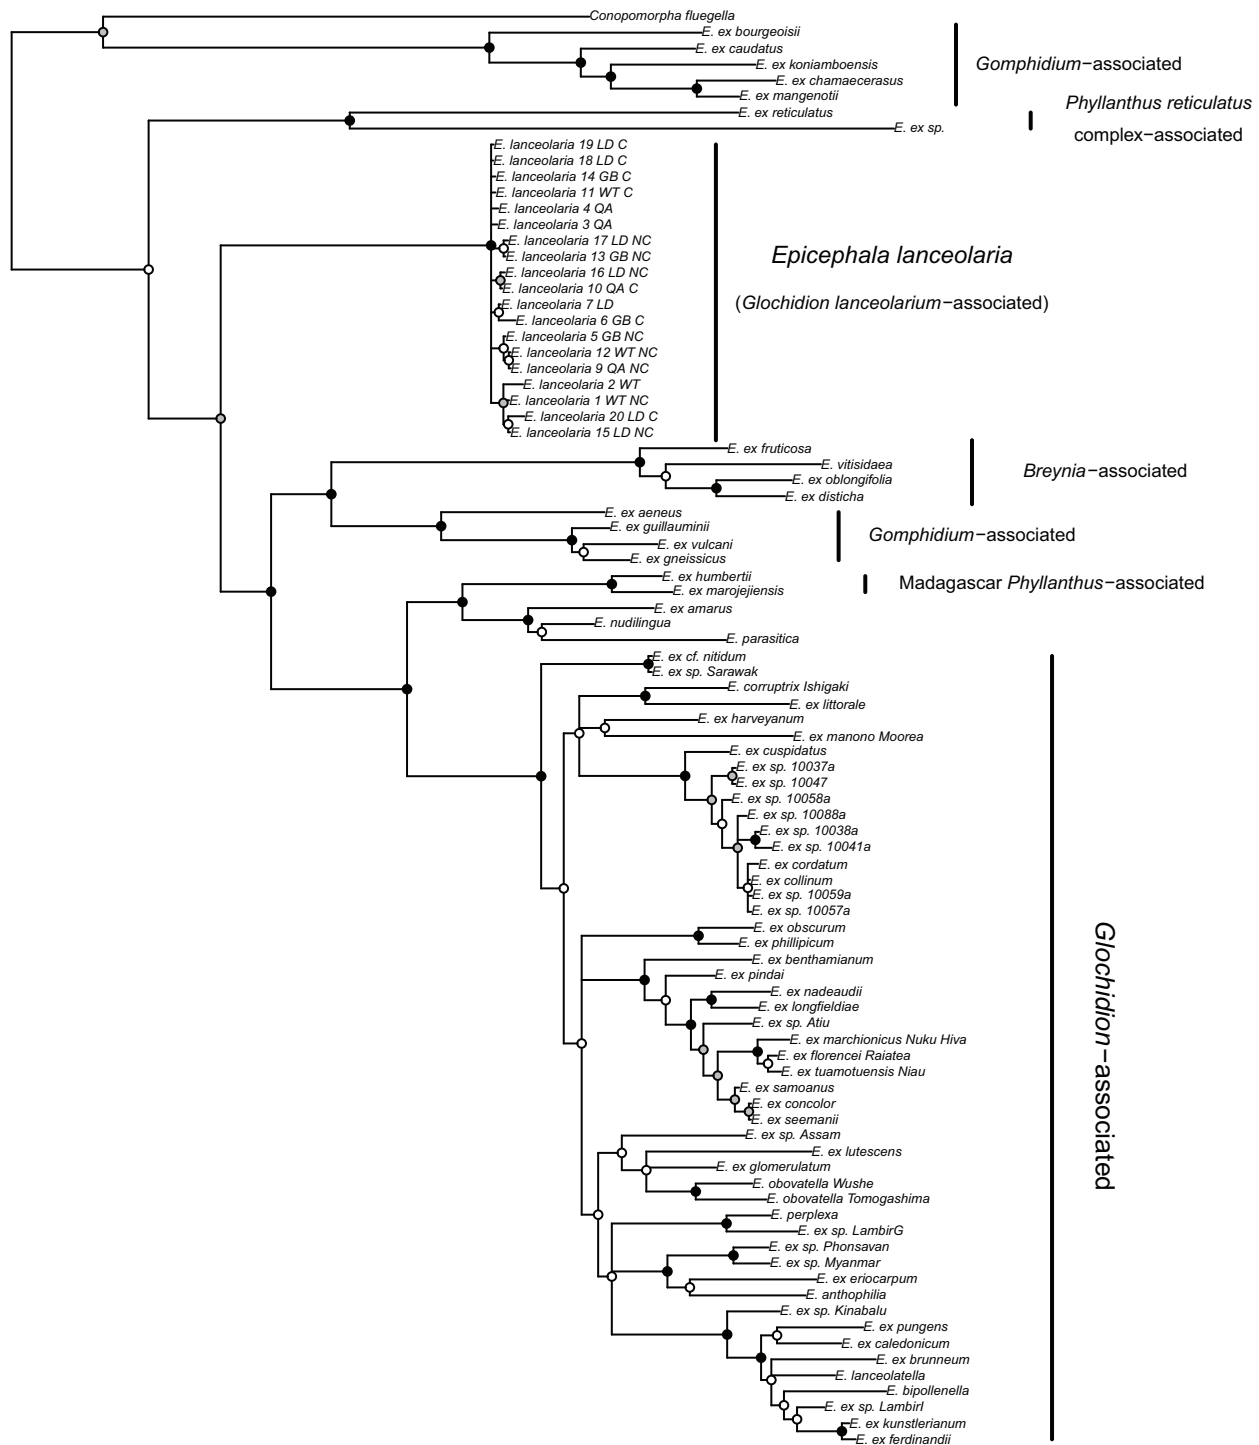 Conopomorpha fluegella
E. ex bourgeoisii
E. ex caudatus
E. ex koniamboensis
E. ex chamaecerasus
E. ex mangenotii
Gomphidium−associated
E. ex reticulatus
E. ex sp.
Phyllanthus reticulatus
complex−associated
E. lanceolaria 19 LD C
E. lanceolaria 18 LD C
E. lanceolaria 14 GB C
E. lanceolaria 11 WT C
E. lanceolaria 4 QA
E. lanceolaria 3 QA
E. lanceolaria 17 LD NC
E. lanceolaria 13 GB NC
E. lanceolaria 16 LD NC
E. lanceolaria 10 QA C
E. lanceolaria 7 LD
E. lanceolaria 6 GB C
E. lanceolaria 5 GB NC
E. lanceolaria 12 WT NC
E. lanceolaria 9 QA NC
E. lanceolaria 2 WT
E. lanceolaria 1 WT NC
E. lanceolaria 20 LD C
E. lanceolaria 15 LD NC
Epicephala lanceolaria
(Glochidion lanceolarium−associated)
E. ex fruticosa
E. vitisidaea
E. ex oblongifolia
E. ex disticha
Breynia−associated
E. ex aeneus
E. ex guillauminii
E. ex vulcani
E. ex gneissicus
Gomphidium−associated
E. ex humbertii
E. ex marojejiensis
Madagascar Phyllanthus−associated
E. ex amarus
E. nudilingua
E. parasitica
E. ex cf. nitidum
E. ex sp. Sarawak
E. corruptrix Ishigaki
E. ex littorale
E. ex harveyanum
E. ex manono Moorea
E. ex cuspidatus
E. ex sp. 10037a
E. ex sp. 10047
E. ex sp. 10058a
E. ex sp. 10088a
E. ex sp. 10038a
E. ex sp. 10041a
E. ex cordatum
E. ex collinum
E. ex sp. 10059a
E. ex sp. 10057a
E. ex obscurum
E. ex phillipicum
E. ex benthamianum
E. ex pindai
E. ex nadeaudii
E. ex longfieldiae
E. ex sp. Atiu
E. ex marchionicus Nuku Hiva
E. ex florencei Raiatea
E. ex tuamotuensis Niau
E. ex samoanus
E. ex concolor
E. ex seemanii
E. ex sp. Assam
E. ex lutescens
E. ex glomerulatum
E. obovatella Wushe
E. obovatella Tomogashima
E. perplexa
E. ex sp. LambirG
E. ex sp. Phonsavan
E. ex sp. Myanmar
E. ex eriocarpum
E. anthophilia
E. ex sp. Kinabalu
E. ex pungens
E. ex caledonicum
E. ex brunneum
E. lanceolatella
E. bipollenella
E. ex sp. LambirI
E. ex kunstlerianum
E. ex ferdinandii
Glochidion−associated